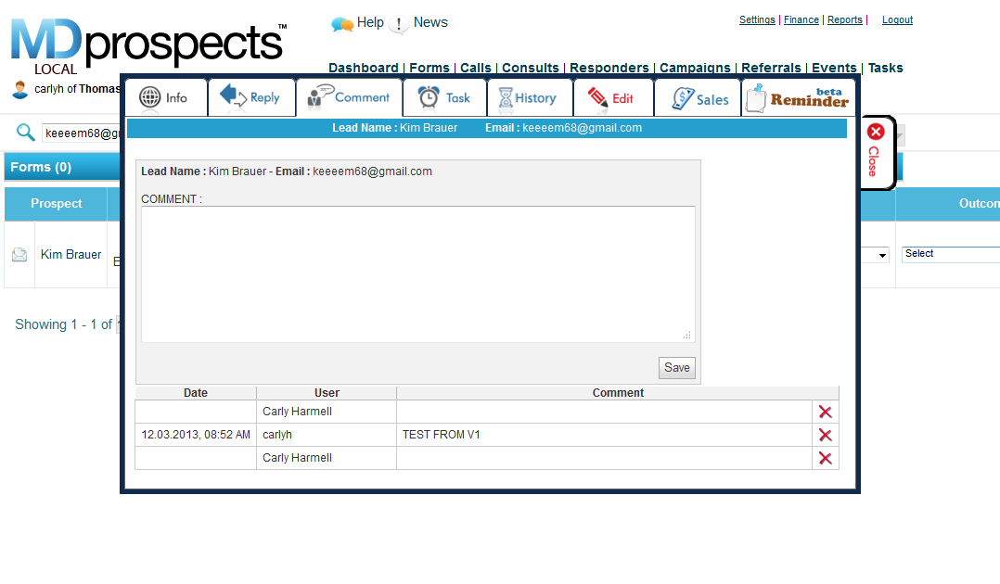 MDprospects™
LOCAL
Help
News
Settings | Finance | Reports | Logout
Dashboard | Forms | Calls | Consults | Responders | Campaigns | Referrals | Events | Tasks
carlyh of Thomas
Info
Reply
Comment
Task
History
Edit
Sales
beta
Reminder
Lead Name : Kim Brauer Email : keeeem68@gmail.com
keeeem68@g
Close
Forms (0)
Lead Name : Kim Brauer - Email : keeeem68@gmail.com
COMMENT :
Prospect
Outcom
Kim Brauer
E
Select
Showing 1 - 1 of
Save
Date User Comment
Carly Harmell
12.03.2013, 08:52 AM carlyh TEST FROM V1
Carly Harmell